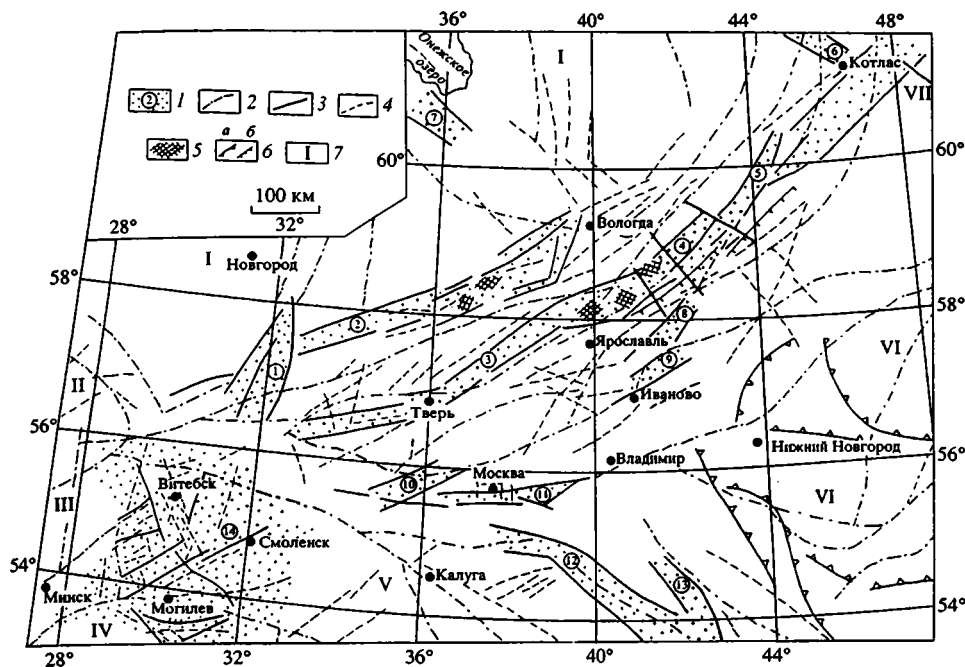 36° 40° 44° 48°
Онежское
озеро
I
⑥
Котлас
VII
② 1 2 3 4
а б
5 6 I 7
⑦
60° 60°
100 км
⑤
28° 32°
Вологда
I
Новгород
④
58° 58°
②
⑧
Ярославль
③
⑨
①
VI
II
Иваново
Тверь
56° 56°
Нижний Новгород
Владимир
Москва
⑩
⑪
Витебск
III
VI
⑭
Смоленск
⑫
54° 54°
Калуга
⑬
Минск
V
Могилев
IV
28° 32° 36° 40° 44°